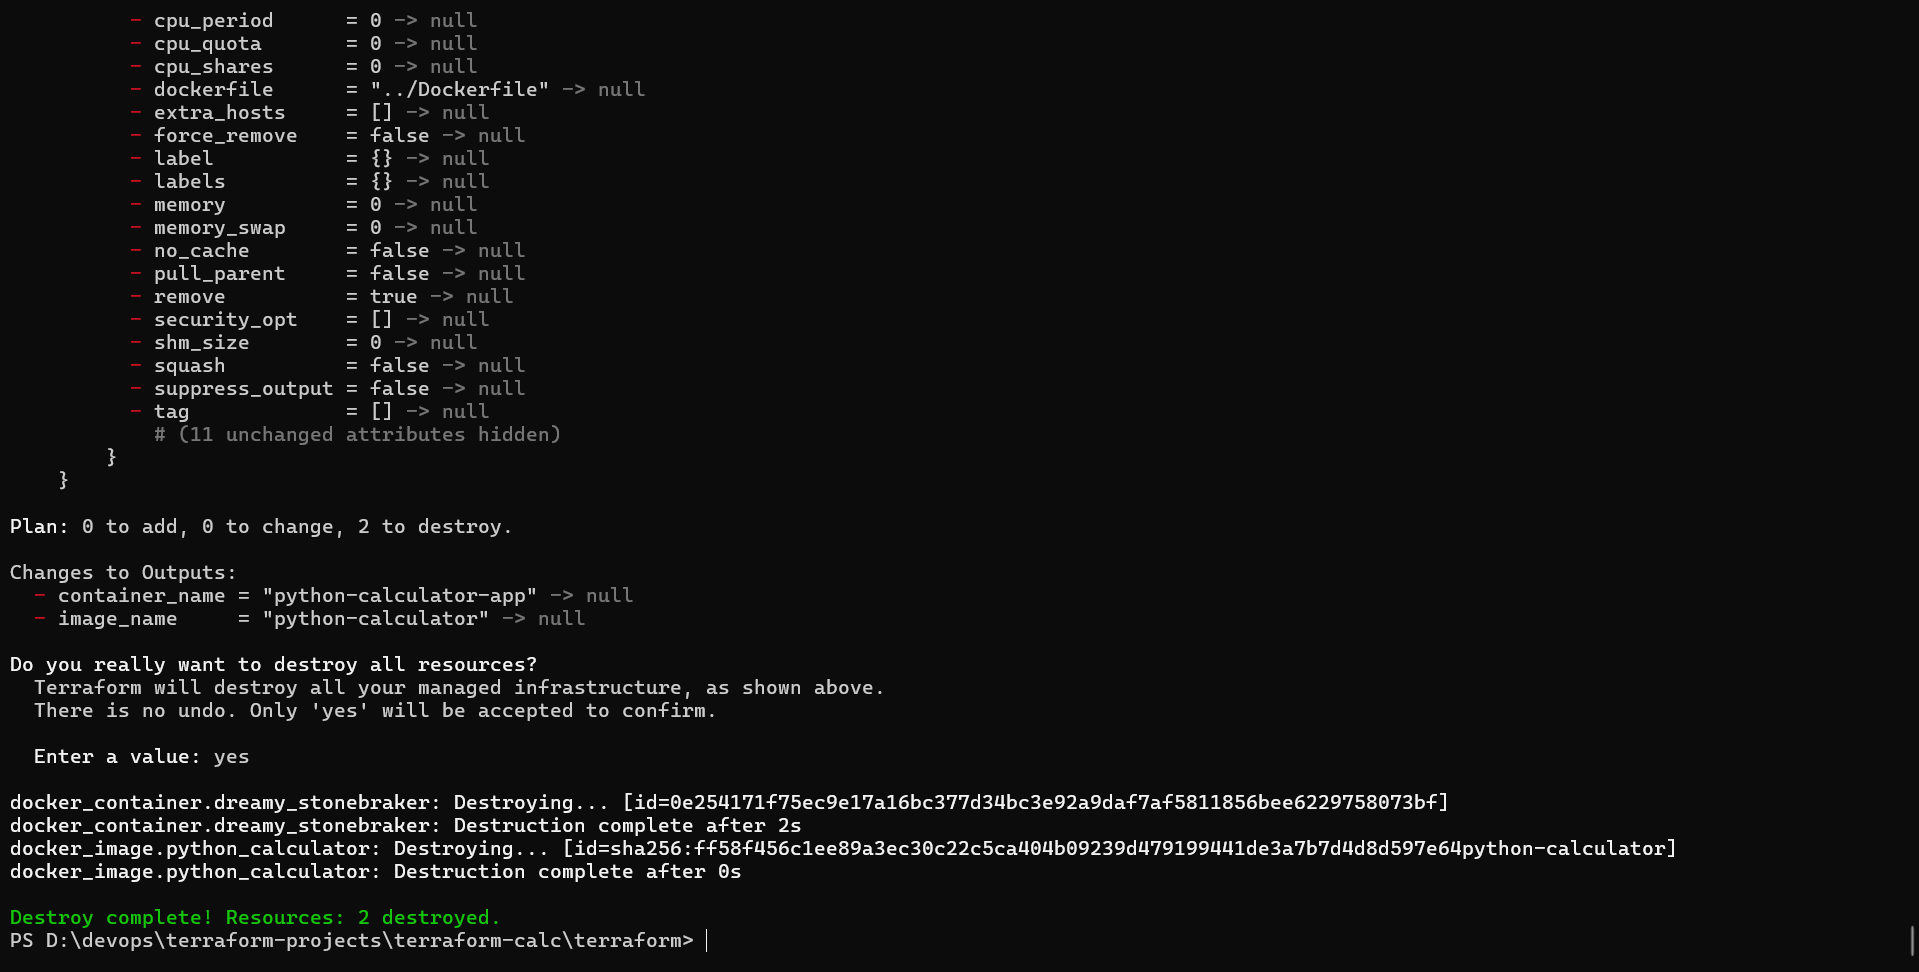 - cpu_period      = 0 -> null
- cpu_quota       = 0 -> null
- cpu_shares      = 0 -> null
- dockerfile      = "../Dockerfile" -> null
- extra_hosts     = [] -> null
- force_remove    = false -> null
- label           = {} -> null
- labels          = {} -> null
- memory          = 0 -> null
- memory_swap     = 0 -> null
- no_cache        = false -> null
- pull_parent     = false -> null
- remove          = true -> null
- security_opt    = [] -> null
- shm_size        = 0 -> null
- squash          = false -> null
- suppress_output = false -> null
- tag             = [] -> null
# (11 unchanged attributes hidden)
}
}
Plan: 0 to add, 0 to change, 2 to destroy.
Changes to Outputs:
- container_name = "python-calculator-app" -> null
- image_name     = "python-calculator" -> null
Do you really want to destroy all resources?
Terraform will destroy all your managed infrastructure, as shown above.
There is no undo. Only 'yes' will be accepted to confirm.
Enter a value: yes
docker_container.dreamy_stonebraker: Destroying... [id=0e254171f75ec9e17a16bc377d34bc3e92a9daf7af5811856bee6229758073bf]
docker_container.dreamy_stonebraker: Destruction complete after 2s
docker_image.python_calculator: Destroying... [id=sha256:ff58f456c1ee89a3ec30c22c5ca404b09239d479199441de3a7b7d4d8d597e64python-calculator]
docker_image.python_calculator: Destruction complete after 0s
Destroy complete! Resources: 2 destroyed.
PS D:\devops\terraform-projects\terraform-calc\terraform>